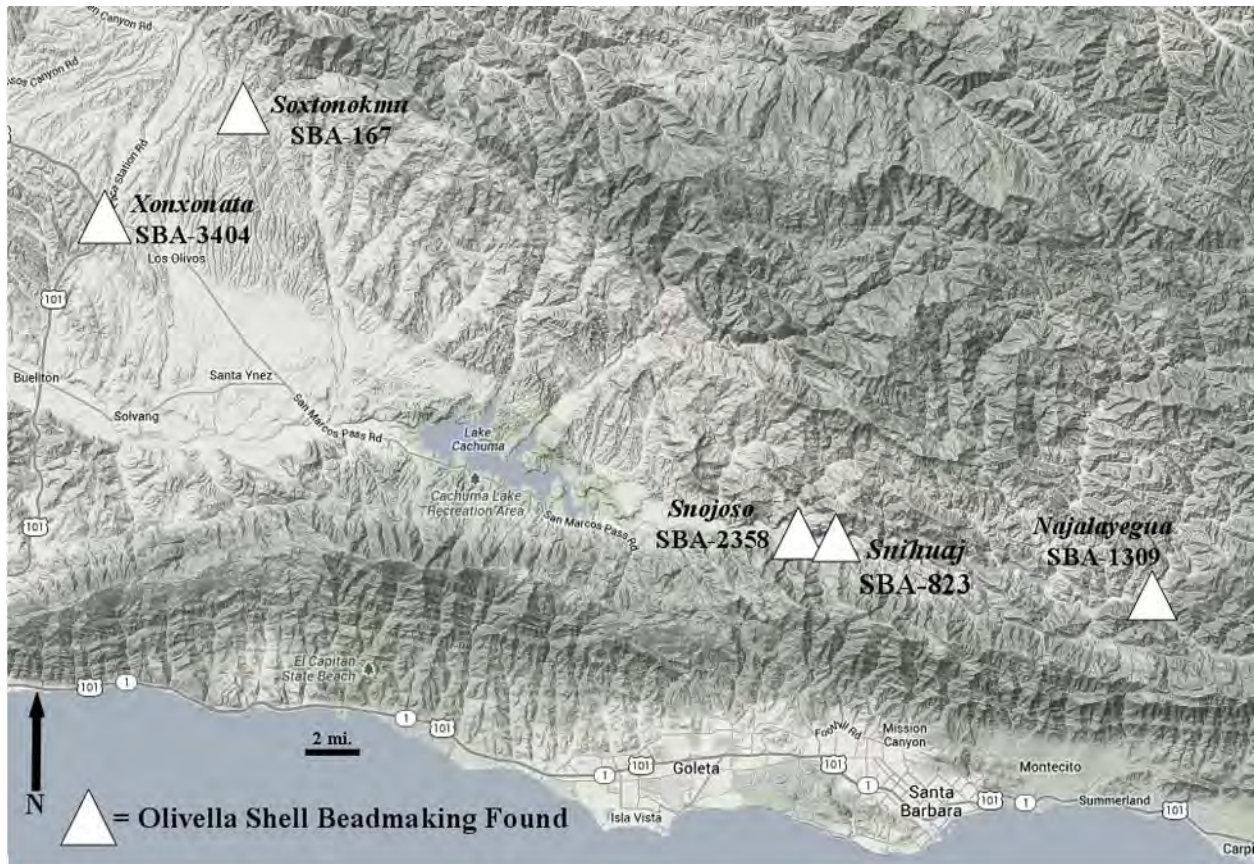 Soxtonokmu
SBA-167
Xonxonata
SBA-3404
Los Olivos
101
Santa Ynez
Buellton
Solvang
San Marcos Pass Rd
Lake
Cachuma
Cachuma Lake
Recreation Area
San Marcos Pass Rd
101
Snojoso
SBA-2358
Snihuaj
SBA-823
Najalayegua
SBA-1309
El Capitan
State Beach
101
1
1
101
2 mi.
N
Foothill Rd
Mission
Canyon
101
1
Goleta
101
1
Santa
Barbara
101
1
Montecito
Summerland
101
Isla Vista
Carpi
= Olivella Shell Beadmaking Found